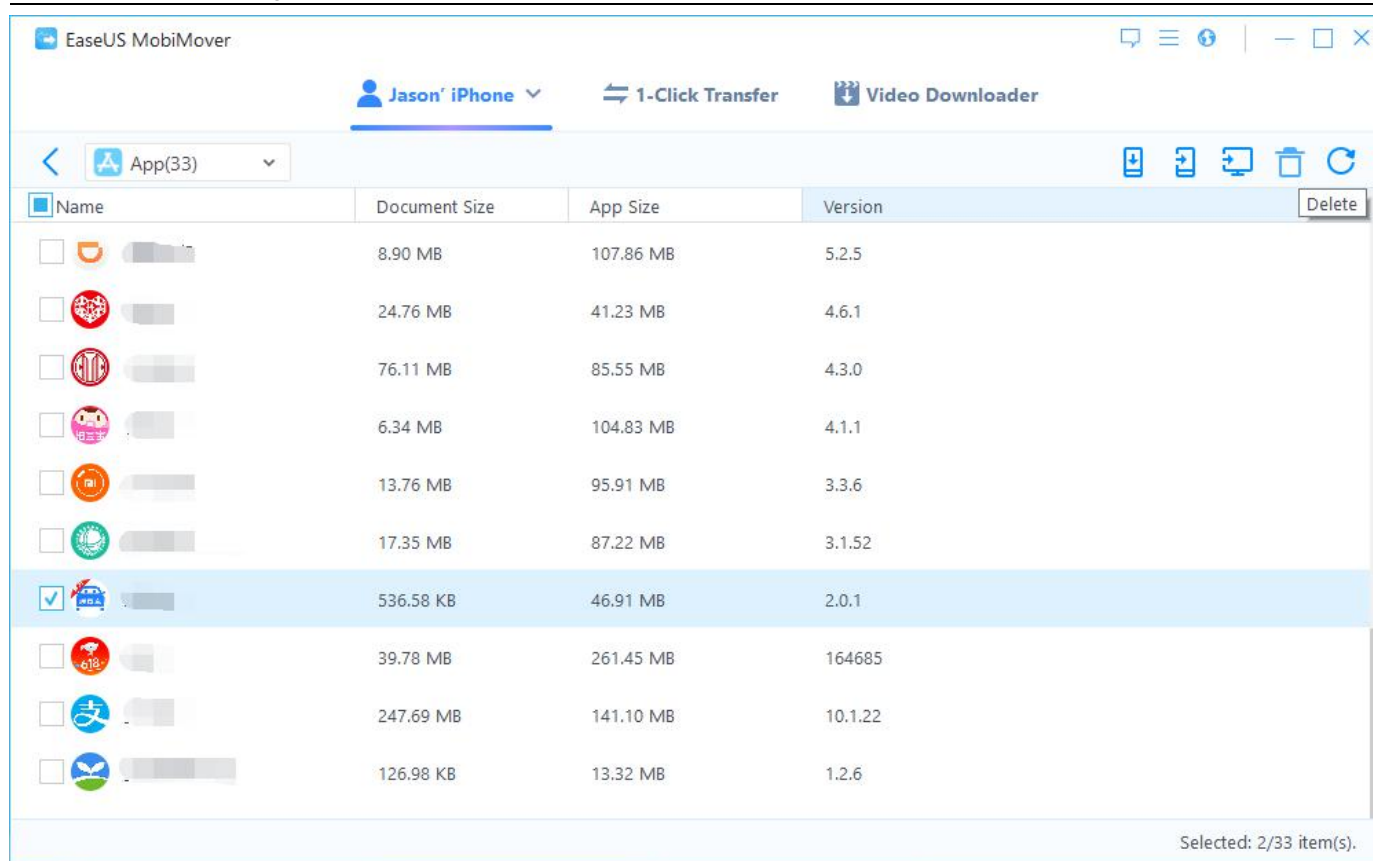 EaseUS MobiMover
Jason' iPhone 1-Click Transfer Video Downloader
App(33)
Name Document Size App Size Version Delete
8.90 MB 107.86 MB 5.2.5
24.76 MB 41.23 MB 4.6.1
76.11 MB 85.55 MB 4.3.0
6.34 MB 104.83 MB 4.1.1
13.76 MB 95.91 MB 3.3.6
17.35 MB 87.22 MB 3.1.52
536.58 KB 46.91 MB 2.0.1
618 39.78 MB 261.45 MB 164685
支 247.69 MB 141.10 MB 10.1.22
126.98 KB 13.32 MB 1.2.6
Selected: 2/33 item(s).